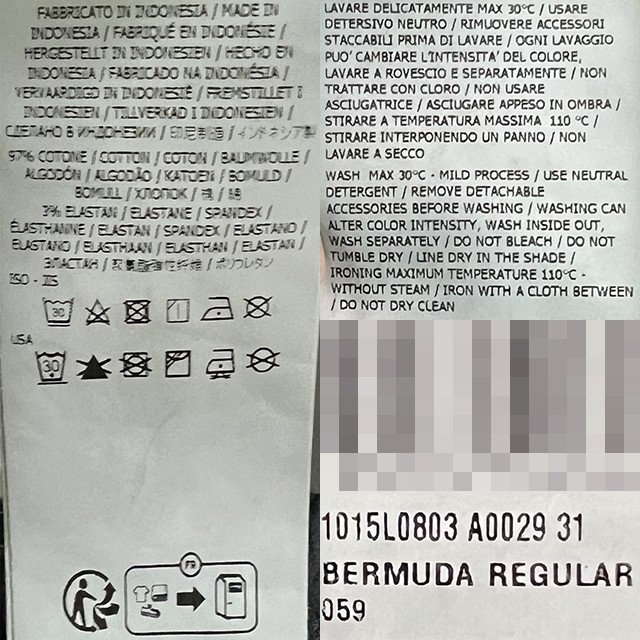 FABBRICATO IN INDONESIA / MADE IN
INDONESIA / FABRIQUÉ EN INDONÉSIE /
HERGESTELLT IN INDONESIEN / HECHO EN
INDONESIA / FABRICADO NA INDONÉSIA /
VERVAARDIGD IN INDONESIË / FREMSTILLET I
INDONESIEN / TILLVERKAD I INDONESIEN /
СДЕЛАНО В ИНДОНЕЗИИ / 印尼制造 / インドネシア製
97% COTONE / COTTON / COTON / BAUMWOLLE /
ALGODÓN / ALGODÃO / KATOEN / BOMULD /
BOMULL / ХЛОПОК / 棉 / 綿
3% ELASTAN / ELASTANE / SPANDEX /
ÉLASTHANNE / ELASTAN / SPANDEX / ELASTANO /
ELASTANO / ELASTHAAN / ELASTHAN / ELASTAN /
ЭЛАСТАН / 聚氨酯弹性纤维 / ポリウレタン
ISO - JIS
30
USA
30
FR
LAVARE DELICATAMENTE MAX 30°C / USARE
DETERSIVO NEUTRO / RIMUOVERE ACCESSORI
STACCABILI PRIMA DI LAVARE / OGNI LAVAGGIO
PUO' CAMBIARE L'INTENSITA' DEL COLORE,
LAVARE A ROVESCIO E SEPARATAMENTE / NON
TRATTARE CON CLORO / NON USARE
ASCIUGATRICE / ASCIUGARE APPESO IN OMBRA /
STIRARE A TEMPERATURA MASSIMA 110 °C /
STIRARE INTERPONENDO UN PANNO / NON
LAVARE A SECCO
WASH MAX 30°C - MILD PROCESS / USE NEUTRAL
DETERGENT / REMOVE DETACHABLE
ACCESSORIES BEFORE WASHING / WASHING CAN
ALTER COLOR INTENSITY, WASH INSIDE OUT,
WASH SEPARATELY / DO NOT BLEACH / DO NOT
TUMBLE DRY / LINE DRY IN THE SHADE /
IRONING MAXIMUM TEMPERATURE 110°C -
WITHOUT STEAM / IRON WITH A CLOTH BETWEEN
/ DO NOT DRY CLEAN
1015L0803 A0029 31
BERMUDA REGULAR
059